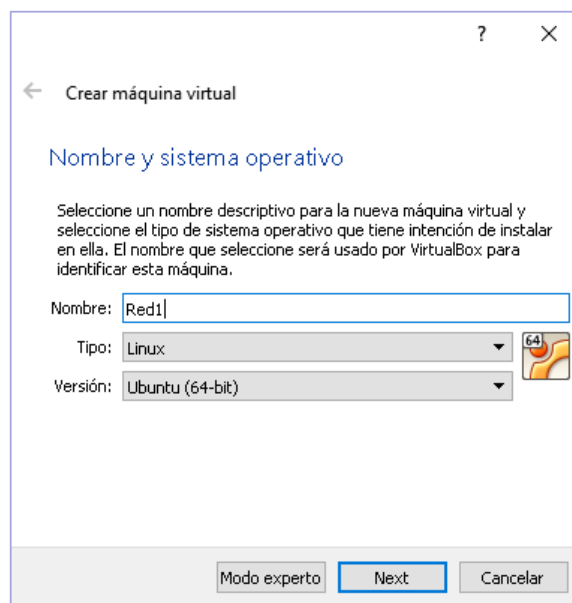 ?
Crear máquina virtual
Nombre y sistema operativo
Seleccione un nombre descriptivo para la nueva máquina virtual y
seleccione el tipo de sistema operativo que tiene intención de instalar
en ella. El nombre que seleccione será usado por VirtualBox para
identificar esta máquina.
Nombre: Red1
Tipo: Linux
64
Versión: Ubuntu (64-bit)
Modo experto Next Cancelar